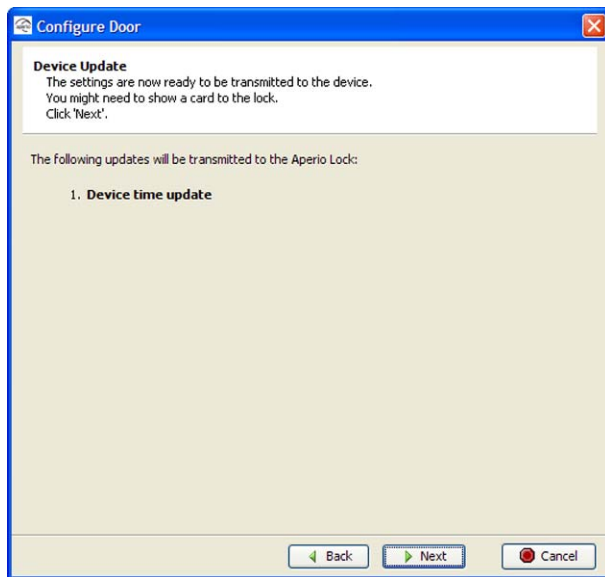 Configure Door
Device Update
The settings are now ready to be transmitted to the device.
You might need to show a card to the lock.
Click 'Next'.
The following updates will be transmitted to the Aperio Lock:
1. Device time update
Back
Next
Cancel